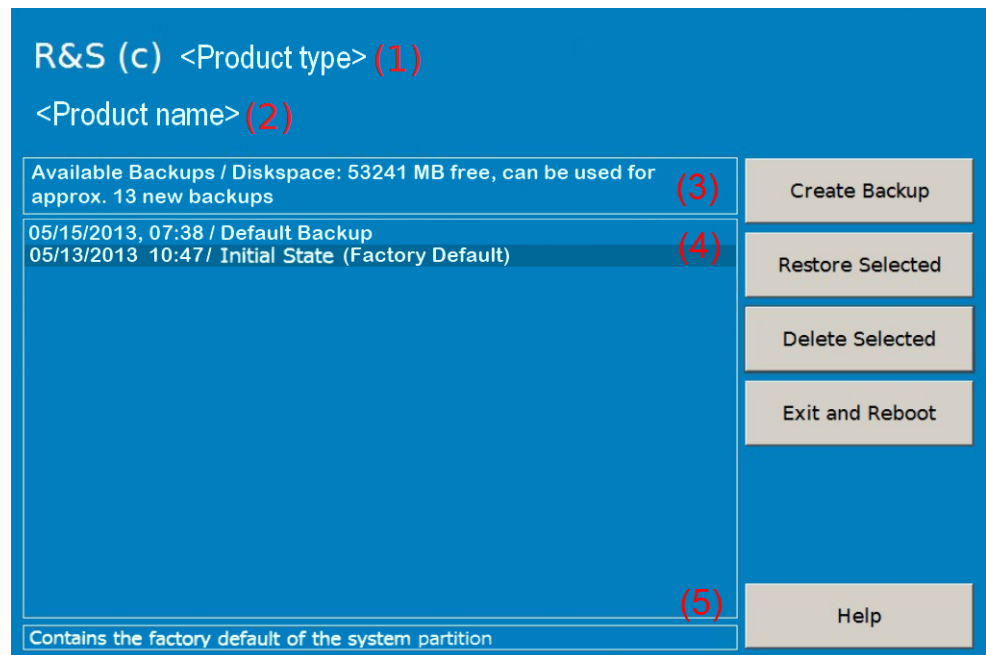 R&S (c) <Product type> (1)
<Product name> (2)
Available Backups / Diskspace: 53241 MB free, can be used for
approx. 13 new backups
(3)
Create Backup
05/15/2013, 07:38 / Default Backup
05/13/2013 10:47/ Initial State (Factory Default)
(4)
Restore Selected
Delete Selected
Exit and Reboot
(5)
Help
Contains the factory default of the system partition